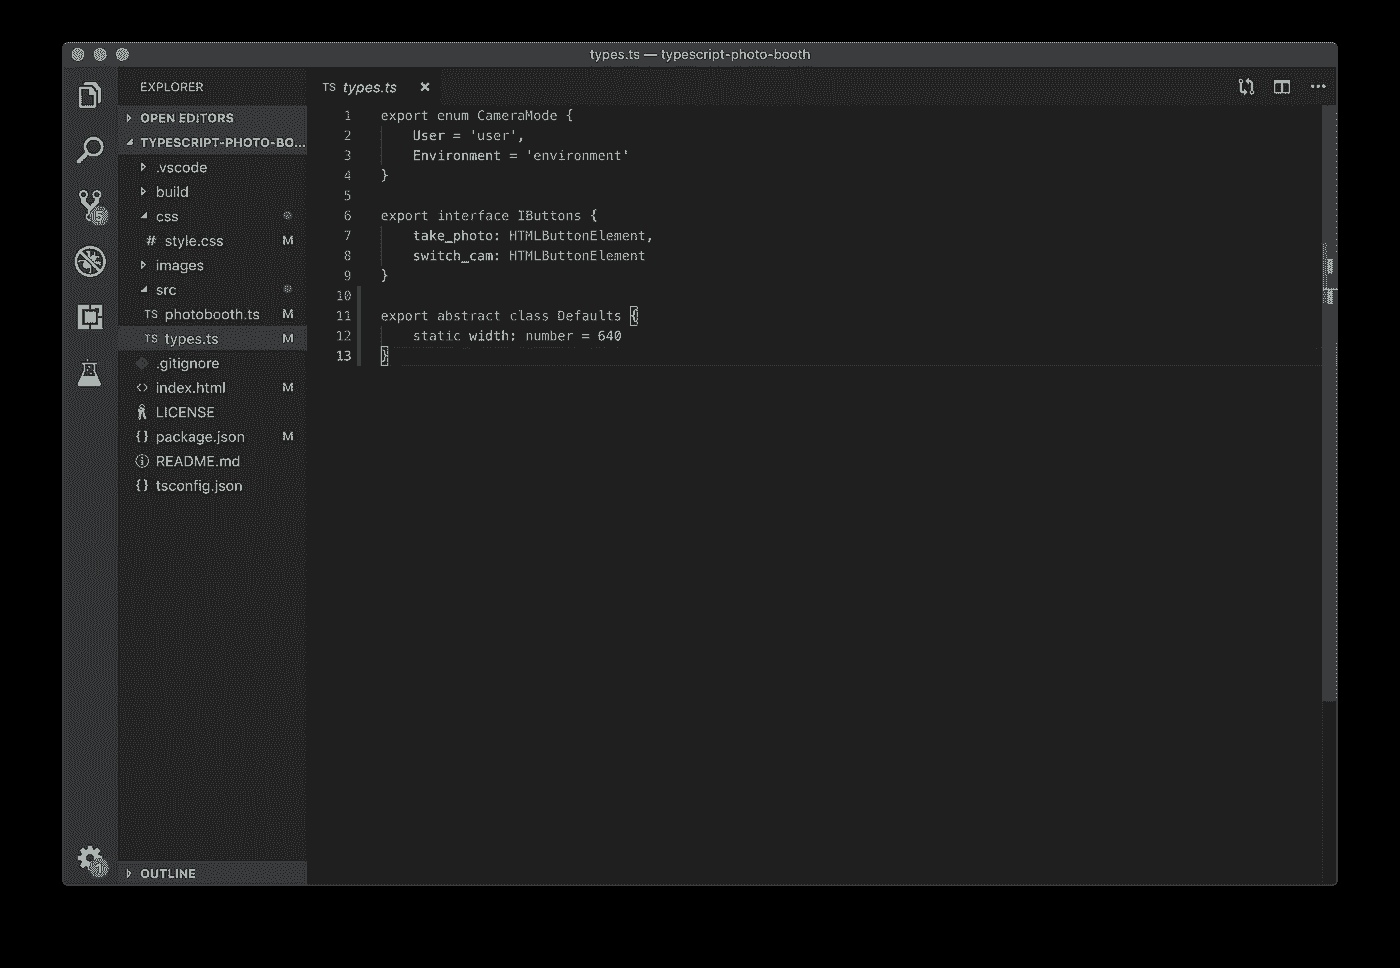 types.ts — typescript-photo-booth
EXPLORER
OPEN EDITORS
TYPESCRIPT-PHOTO-BO...
.vscode
build
css
# style.css M
images
src
TS photobooth.ts M
TS types.ts M
.gitignore
<> index.html M
LICENSE
{} package.json M
README.md
{} tsconfig.json
OUTLINE
5
1
TS types.ts ×
1 export enum CameraMode {
2 User = 'user',
3 Environment = 'environment'
4 }
5
6 export interface IButtons {
7 take_photo: HTMLButtonElement,
8 switch_cam: HTMLButtonElement
9 }
10
11 export abstract class Defaults {
12 static width: number = 640
13 }